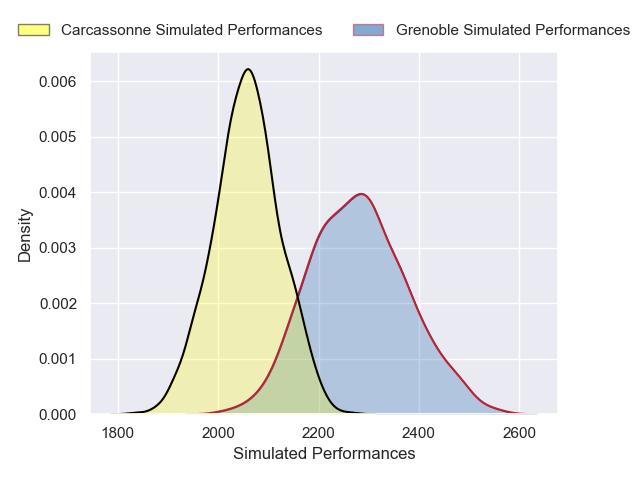 Carcassonne Simulated Performances Grenoble Simulated Performances
0.006
0.005
0.004
0.003
0.002
0.001
0.000
Density
1800 2000 2200 2400 2600
Simulated Performances